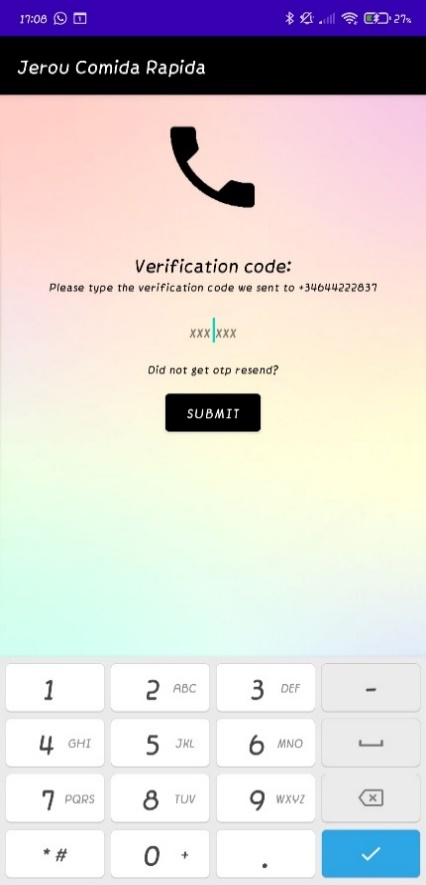 17:08 27%
Jerou Comida Rapida
Verification code:
Please type the verification code we sent to +34644222837
xxx xxx
Did not get otp resend?
SUBMIT
1 2 ABC 3 DEF -
4 GHI 5 JKL 6 MNO
7 PQRS 8 TUV 9 WXYZ
*# 0 + .